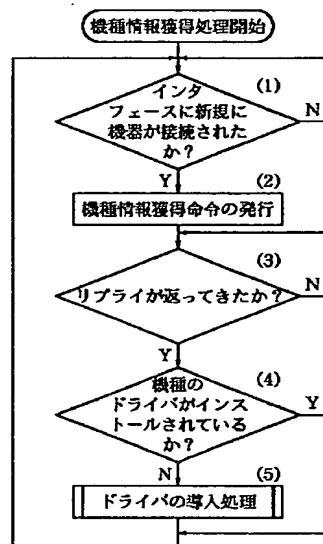 機種情報獲得処理開始
(1)
インタ
フェースに新規に
機器が接続された
か？
N
Y
(2)
機種情報獲得命令の発行
(3)
リプライが返ってきたか？
N
Y
(4)
機種の
ドライバがインス
トールされている
か？
Y
N
(5)
ドライバの導入処理